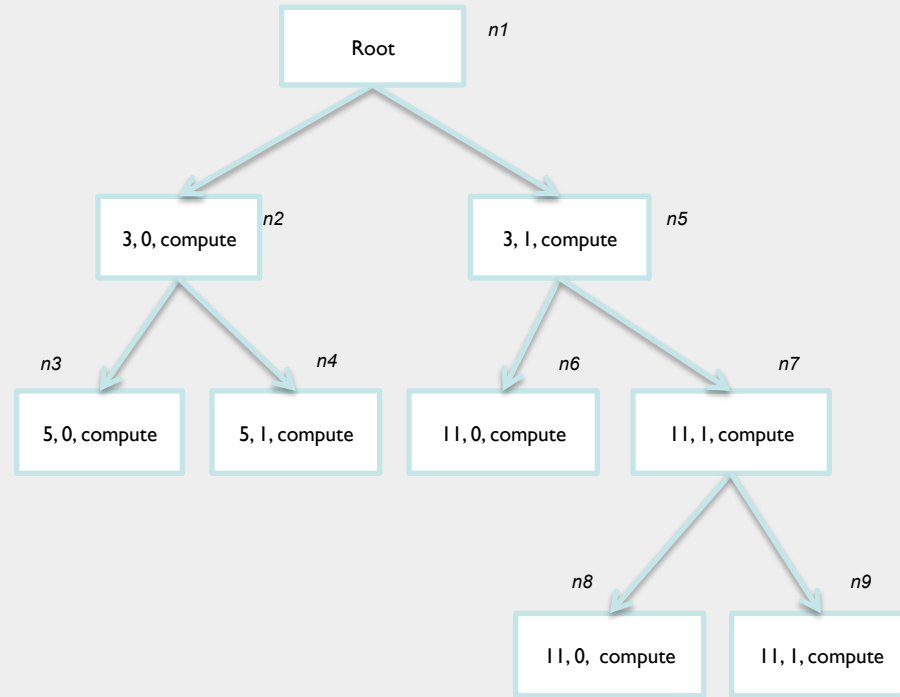 n1
Root
n2
3, 0, compute
n5
3, 1, compute
n3
5, 0, compute
n4
5, 1, compute
n6
11, 0, compute
n7
11, 1, compute
n8
11, 0, compute
n9
11, 1, compute